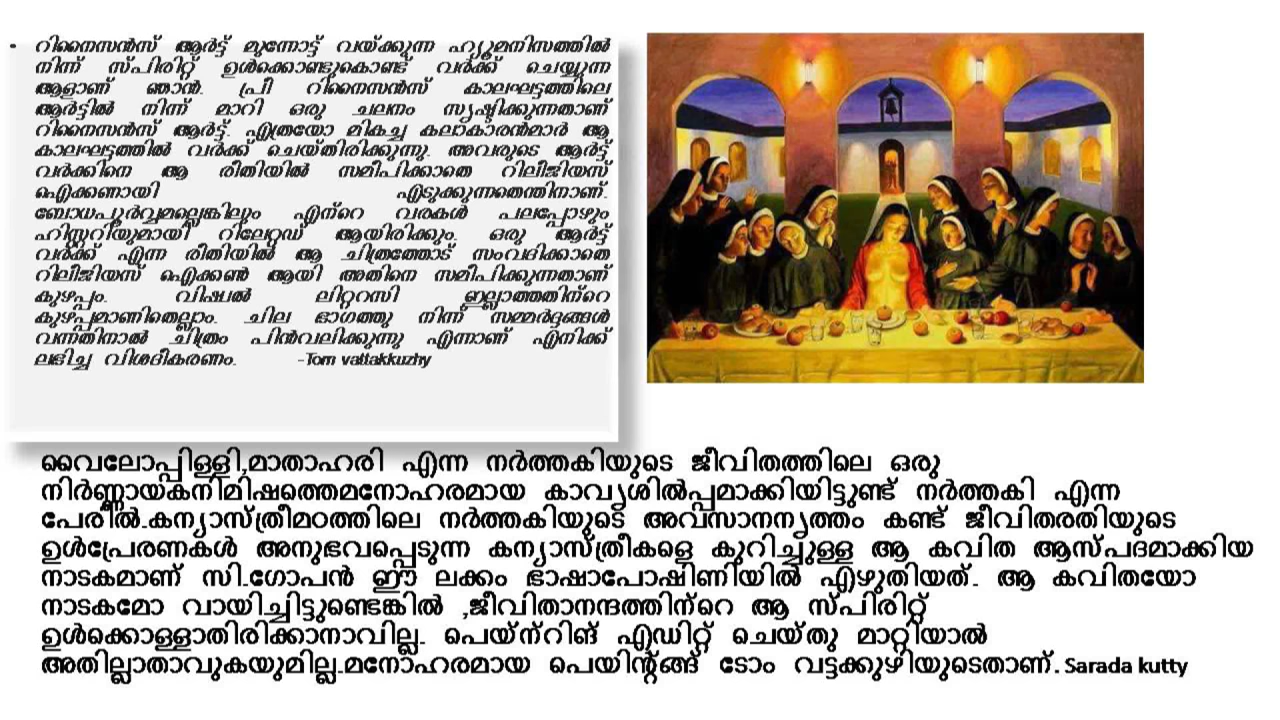 • റിനൈസൻസ് ആർട്ട് മുന്നോട്ട് വയ്ക്കുന്ന ഹ്യൂമനിസത്തിൽ
നിന്ന് സ്പിരിറ്റ് ഉൾക്കൊണ്ടുകൊണ്ട് വർക്ക് ചെയ്യുന്ന
ആളാണ് ഞാൻ. പ്രീ റിനൈസൻസ് കാലഘട്ടത്തിലെ
ആർട്ടിൽ നിന്ന് മാറി ഒരു ചലനം സൃഷ്ടിക്കുന്നതാണ്
റിനൈസൻസ് ആർട്ട്. എത്രയോ മികച്ച കലാകാരൻമാർ ആ
കാലഘട്ടത്തിൽ വർക്ക് ചെയ്തിരിക്കുന്നു. അവരുടെ ആർട്ട്
വർക്കിനെ ആ രീതിയിൽ സമീപിക്കാതെ റിലീജിയസ്
ഐക്കണായി എടുക്കുന്നതെന്തിനാണ്.
ബോധപൂർവ്വമല്ലെങ്കിലും എന്റെ വരകൾ പലപ്പോഴും
ഹിസ്റ്ററിയുമായി റിലേറ്റഡ് ആയിരിക്കും. ഒരു ആർട്ട്
വർക്ക് എന്ന രീതിയിൽ ആ ചിത്രത്തോട് സംവദിക്കാതെ
റിലിജിയസ് ഐക്കൺ ആയി അതിനെ സമീപിക്കുന്നതാണ്
കുഴപ്പം. വിഷ്വൽ ലിറ്ററസി ഇല്ലാത്തതിന്റെ
കുഴപ്പമാണിതെല്ലാം. ചില ഭാഗത്തു നിന്ന് സമ്മർദ്ദങ്ങൾ
വന്നതിനാൽ ചിത്രം പിൻവലിക്കുന്നു എന്നാണ് എനിക്ക്
ലഭിച്ച വിശദീകരണം. -Tom vattakkuzhy
വൈലോപ്പിള്ളി,മാതാഹരി എന്ന നർത്തകിയുടെ ജീവിതത്തിലെ ഒരു
നിർണ്ണായകനിമിഷത്തെമനോഹരമായ കാവ്യശിൽപ്പമാക്കിയിട്ടുണ്ട് നർത്തകി എന്ന
പേരിൽ.കന്യാസ്ത്രീമഠത്തിലെ നർത്തകിയുടെ അവസാനനൃത്തം കണ്ട് ജീവിതരതിയുടെ
ഉൾപ്രേരണകൾ അനുഭവപ്പെടുന്ന കന്യാസ്ത്രീകളെ കുറിച്ചുള്ള ആ കവിത ആസ്പദമാക്കിയ
നാടകമാണ് സി.ഗോപൻ ഈ ലക്കം ഭാഷാപോഷിണിയിൽ എഴുതിയത്. ആ കവിതയോ
നാടകമോ വായിച്ചിട്ടുണ്ടെങ്കിൽ ,ജീവിതാനന്ദത്തിന്റെ ആ സ്പിരിറ്റ്
ഉൾക്കൊള്ളാതിരിക്കാനാവില്ല. പെയ്ന്റിങ് എഡിറ്റ് ചെയ്തു മാറ്റിയാൽ
അതില്ലാതാവുകയുമില്ല.മനോഹരമായ പെയിന്റങ്ങ് ടോം വട്ടക്കുഴിയുടെതാണ്. Sarada kutty